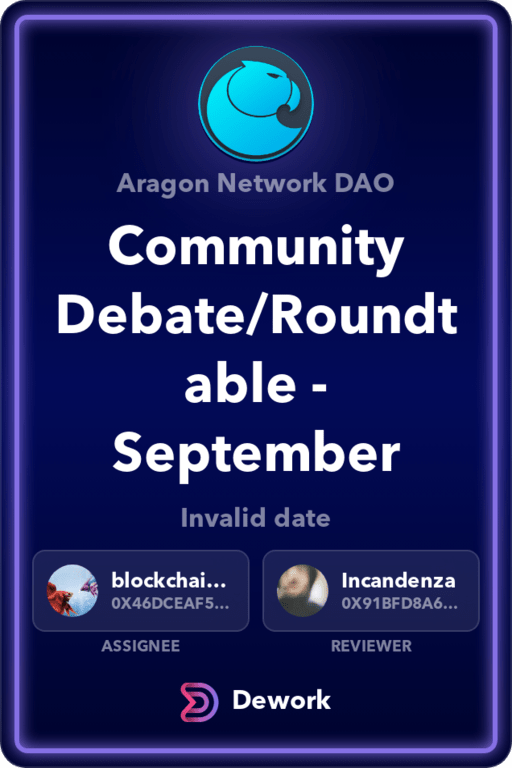 Aragon Network DAO
Community
Debate/Roundt
able -
September
Invalid date
blockchai...
0X46DCEAF5...
ASSIGNEE
Incandenza
0X91BFD8A6...
REVIEWER
Dework